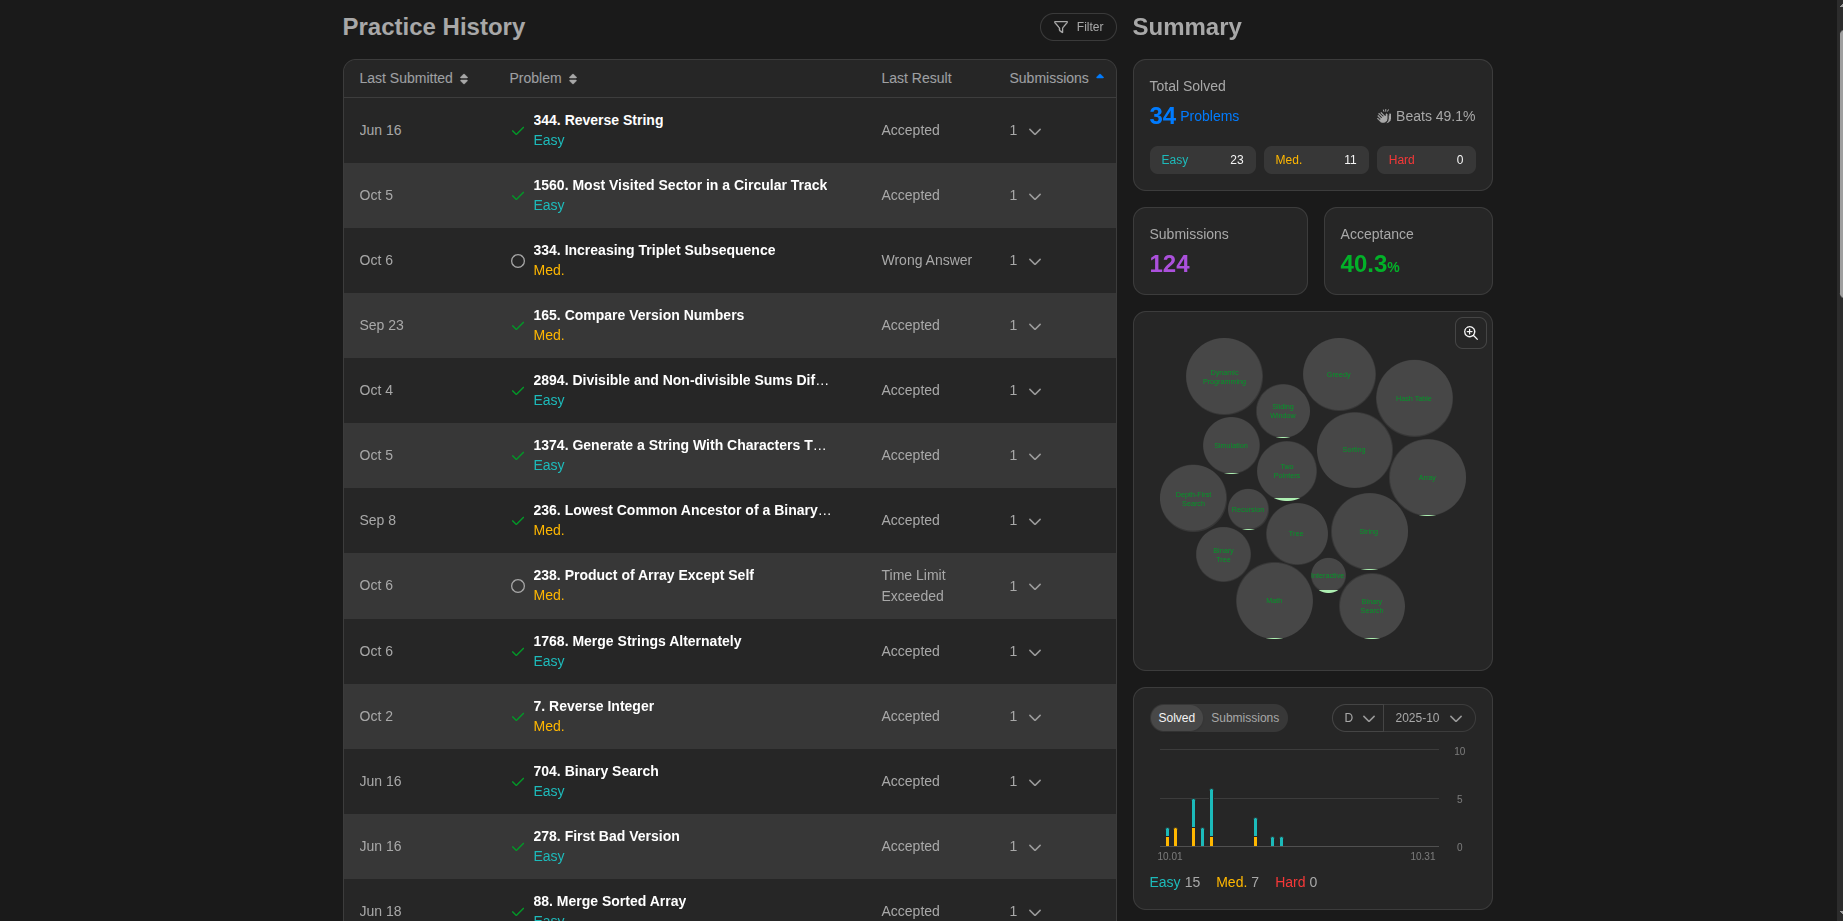 Practice History
Filter
Last Submitted Problem Last Result Submissions
Jun 16 344. Reverse String Accepted 1
Easy
Oct 5 1560. Most Visited Sector in a Circular Track Accepted 1
Easy
Oct 6 334. Increasing Triplet Subsequence Wrong Answer 1
Med.
Sep 23 165. Compare Version Numbers Accepted 1
Med.
Oct 4 2894. Divisible and Non-divisible Sums Dif... Accepted 1
Easy
Oct 5 1374. Generate a String With Characters T... Accepted 1
Easy
Sep 8 236. Lowest Common Ancestor of a Binary... Accepted 1
Med.
Oct 6 238. Product of Array Except Self Time Limit Exceeded 1
Med.
Oct 6 1768. Merge Strings Alternately Accepted 1
Easy
Oct 2 7. Reverse Integer Accepted 1
Med.
Jun 16 704. Binary Search Accepted 1
Easy
Jun 16 278. First Bad Version Accepted 1
Easy
Jun 18 88. Merge Sorted Array Accepted 1
Easy
Summary
Total Solved
34 Problems
Beats 49.1%
Easy 23 Med. 11 Hard 0
Submissions
124
Acceptance
40.3%
Dynamic
Programming
Greedy
Hash Table
Sliding
Window
Simulation
Sorting
Two
Pointers
Array
Depth-First
Search
Recursion
Tree
String
Binary
Tree
Interactive
Math
Binary
Search
Solved Submissions
D 2025-10
10
5
0
10.01 10.31
Easy 15 Med. 7 Hard 0